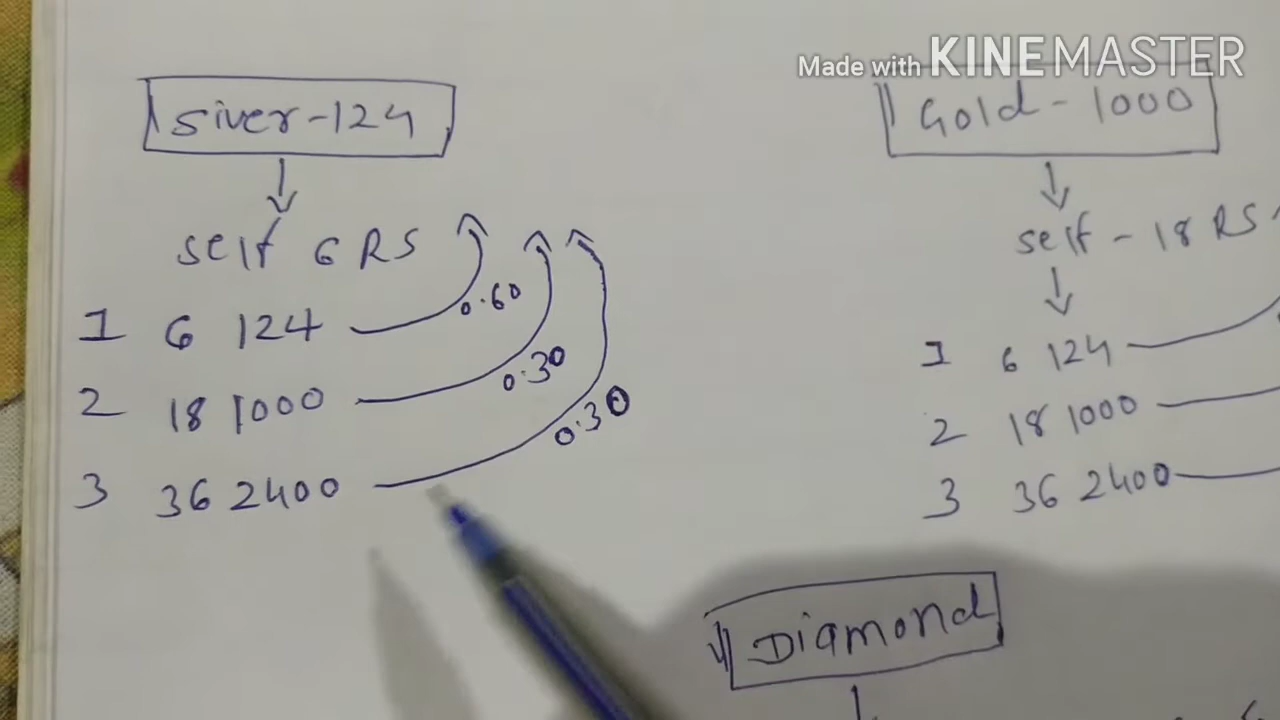 Made with KINEMASTER
Siver-124
self 6 RS
1 6 124 0.60
2 18 1000 0.30
3 36 2400 0.30
Gold-1000
self - 18 RS
1 6 124
2 18 1000
3 36 2400
Diamond